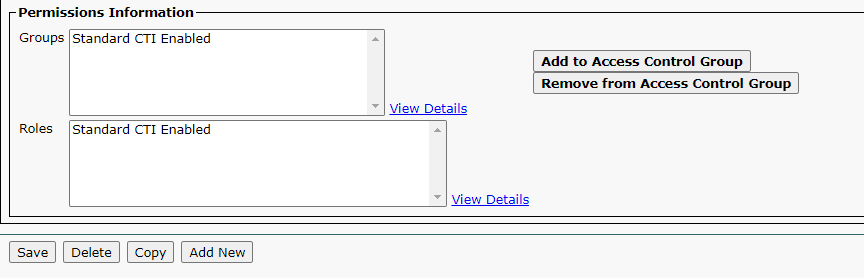 Permissions Information
Groups
Standard CTI Enabled
View Details
Add to Access Control Group
Remove from Access Control Group
Roles
Standard CTI Enabled
View Details
Save Delete Copy Add New